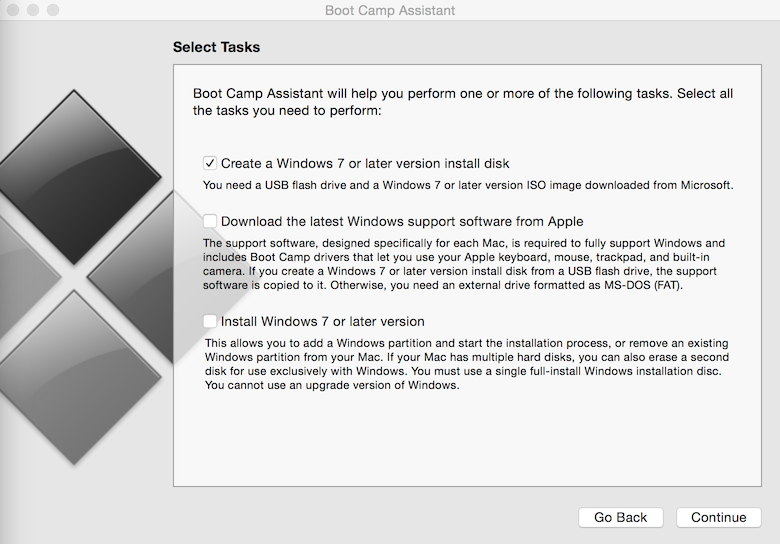 Boot Camp Assistant
Select Tasks
Boot Camp Assistant will help you perform one or more of the following tasks. Select all
the tasks you need to perform:
Create a Windows 7 or later version install disk
You need a USB flash drive and a Windows 7 or later version ISO image downloaded from Microsoft.
Download the latest Windows support software from Apple
The support software, designed specifically for each Mac, is required to fully support Windows and
includes Boot Camp drivers that let you use your Apple keyboard, mouse, trackpad, and built-in
camera. If you create a Windows 7 or later version install disk from a USB flash drive, the support
software is copied to it. Otherwise, you need an external drive formatted as MS-DOS (FAT).
Install Windows 7 or later version
This allows you to add a Windows partition and start the installation process, or remove an existing
Windows partition from your Mac. If your Mac has multiple hard disks, you can also erase a second
disk for use exclusively with Windows. You must use a single full-install Windows installation disc.
You cannot use an upgrade version of Windows.
Go Back
Continue